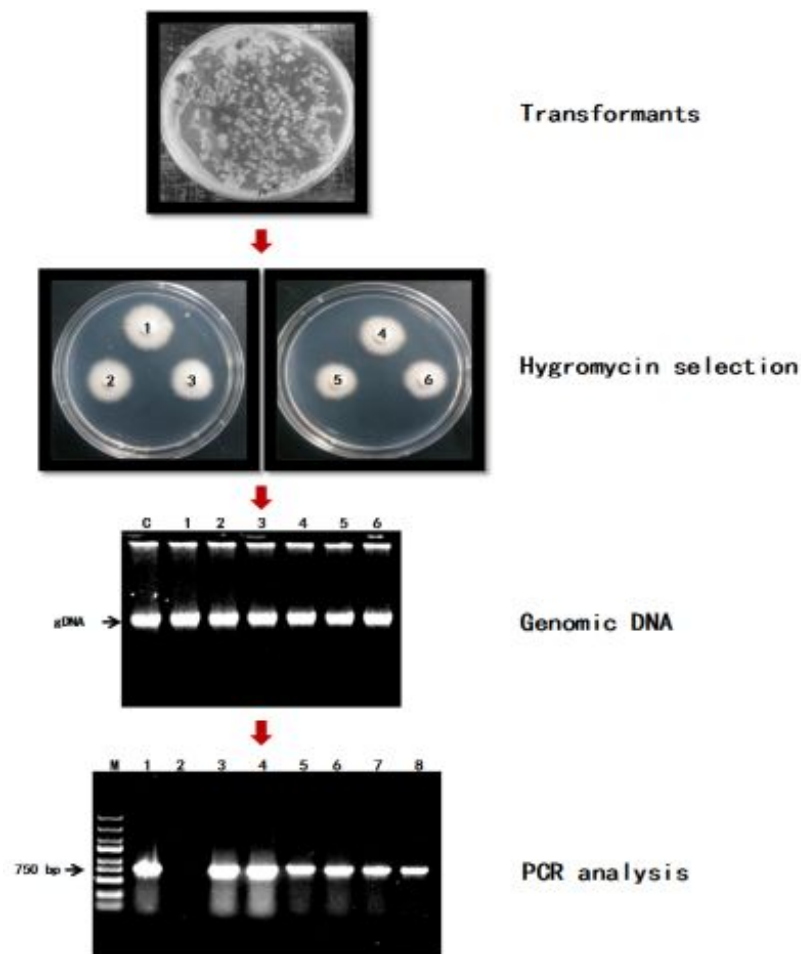 Transformants
1
2
3
4
5
6
Hygromycin selection
C 1 2 3 4 5 6
gDNA
Genomic DNA
M 1 2 3 4 5 6 7 8
750 bp
PCR analysis